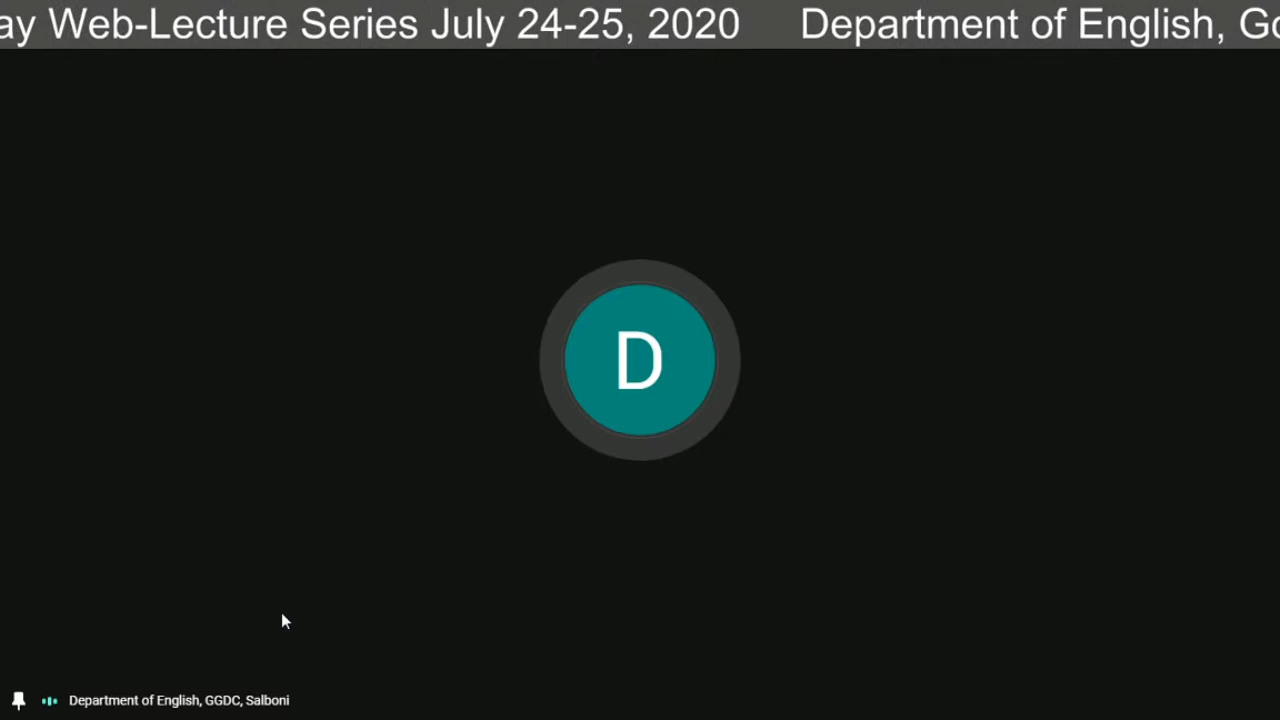 ay Web-Lecture Series July 24-25, 2020 Department of English, Go
D
Department of English, GGDC, Salboni